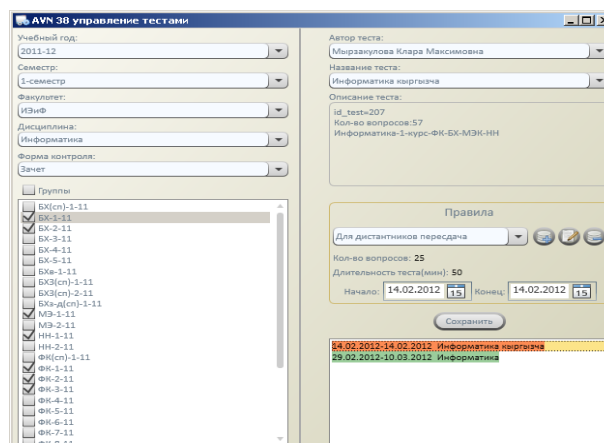 AVN 38 управление тестами
Учебный год:
2011-12
Семестр:
1-семестр
Факультет:
ИЭиФ
Дисциплина:
Информатика
Форма контроля:
Зачет
Группы
БХ(сп)-1-11
БХ-1-11
БХ-2-11
БХ-3-11
БХ-4-11
БХ-5-11
БХв-1-11
БХЗ(сп)-1-11
БХЗ(сп)-2-11
БХз-д(сп)-1-11
МЭ-1-11
МЭ-2-11
НН-1-11
НН-2-11
ФК(сп)-1-11
ФК-1-11
ФК-2-11
ФК-3-11
ФК-4-11
ФК-5-11
ФК-6-11
ФК-7-11
Автор теста:
Мырзакулова Клара Максимовна
Название теста:
Информатика кыргызча
Описание теста:
id_test=207
Кол-во вопросов:57
Информатика-1-курс-ФК-БХ-МЭК-НН
Правила
Для дистантников пересдача
Кол-во вопросов: 25
Длительность теста(мин): 50
Начало: 14.02.2012 15 Конец: 14.02.2012 15
Сохранить
14.02.2012-14.02.2012 Информатика кыргызча
29.02.2012-10.03.2012 Информатика